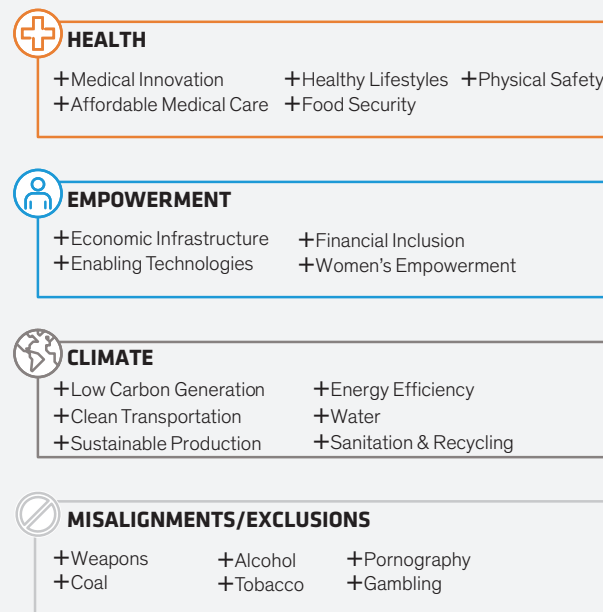 HEALTH
+Medical Innovation +Healthy Lifestyles +Physical Safety
+Affordable Medical Care +Food Security
EMPOWERMENT
+Economic Infrastructure +Financial Inclusion
+Enabling Technologies +Women's Empowerment
CLIMATE
+Low Carbon Generation +Energy Efficiency
+Clean Transportation +Water
+Sustainable Production +Sanitation & Recycling
MISALIGNMENTS/EXCLUSIONS
+Weapons +Alcohol +Pornography
+Coal +Tobacco +Gambling